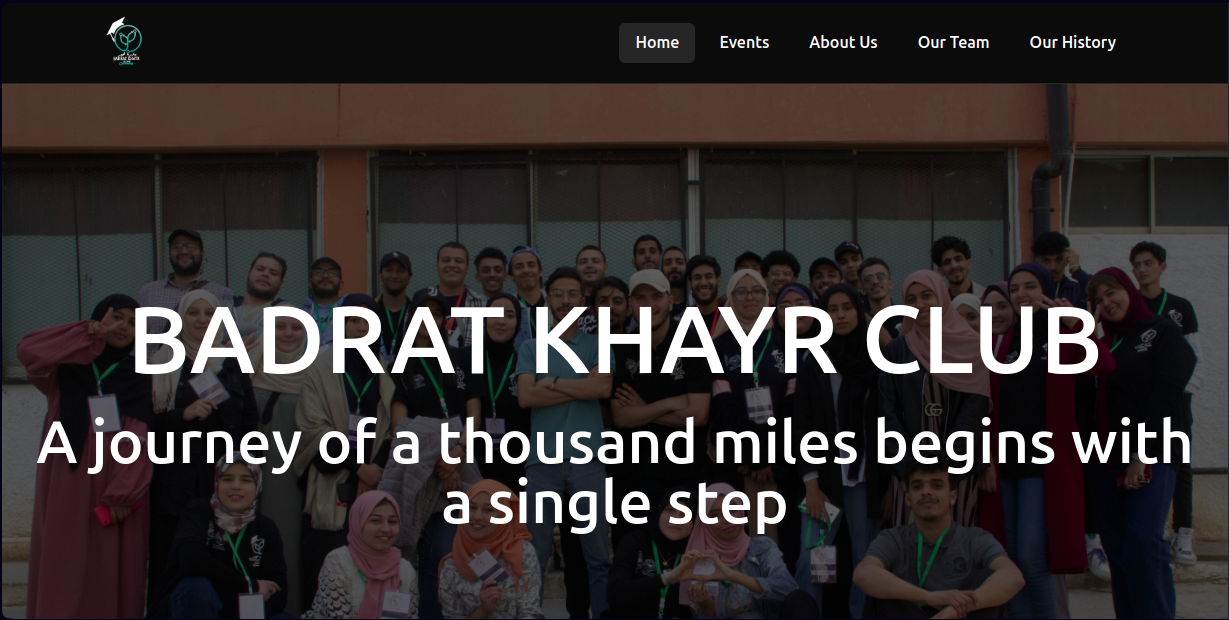 Home
Events
About Us
Our Team
Our History
BADRAT KHAYR CLUB
A journey of a thousand miles begins with
a single step